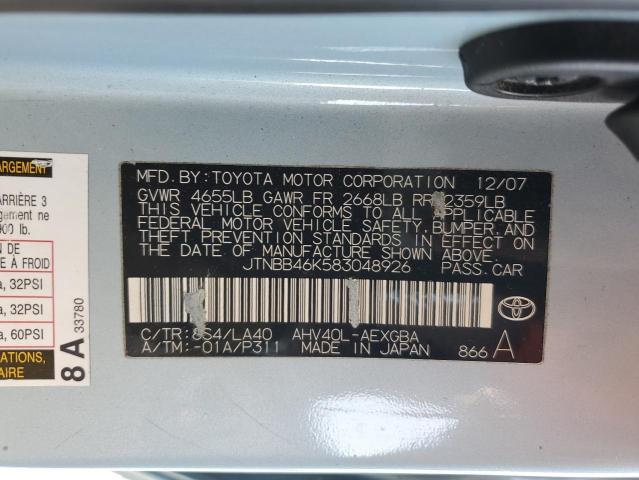 ARGEMENT
ARRIÈRE 3
gement ne
900 lb.
N DE
À FROID
a, 32PSI
a, 32PSI
a, 60PSI
ATIONS,
AIRE
8 A 33780
MFD.BY:TOYOTA MOTOR CORPORATION 12/07
GVWR 4655LB GAWR FR 2668LB RR 2359LB
THIS VEHICLE CONFORMS TO ALL APPLICABLE
FEDERAL MOTOR VEHICLE SAFETY,BUMPER,AND
THEFT PREVENTION STANDARDS IN EFFECT ON
THE DATE OF MANUFACTURE SHOWN ABOVE.
JTNBB46K583048926 PASS.CAR
C/TR:8S4/LA40 AHV40L-AEXGBA
A/TM:-01A/P311 MADE IN JAPAN 866 A
TOYOTA